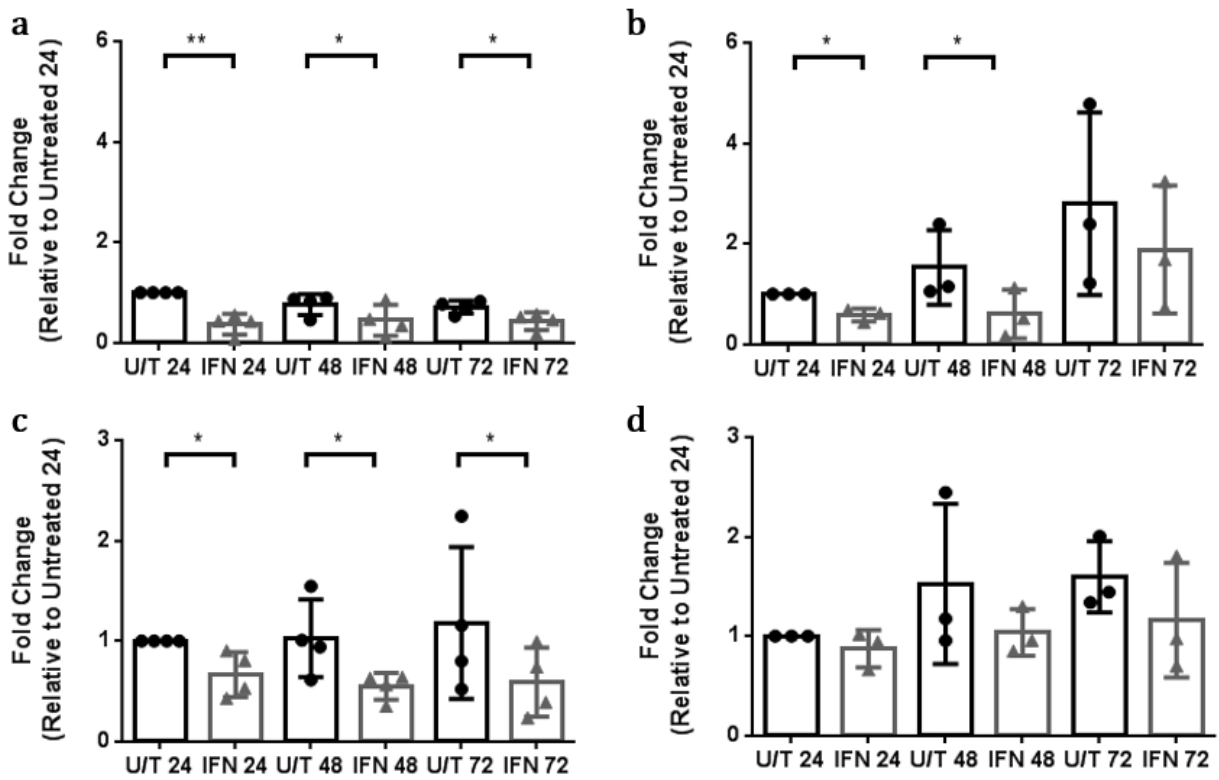 a
Fold Change
(Relative to Untreated 24)
6
4
2
0
** * *
U/T 24 IFN 24 U/T 48 IFN 48 U/T 72 IFN 72
b
Fold Change
(Relative to Untreated 24)
6
4
2
0
* *
U/T 24 IFN 24 U/T 48 IFN 48 U/T 72 IFN 72
c
Fold Change
(Relative to Untreated 24)
3
2
1
0
* * *
U/T 24 IFN 24 U/T 48 IFN 48 U/T 72 IFN 72
d
Fold Change
(Relative to Untreated 24)
3
2
1
0
U/T 24 IFN 24 U/T 48 IFN 48 U/T 72 IFN 72